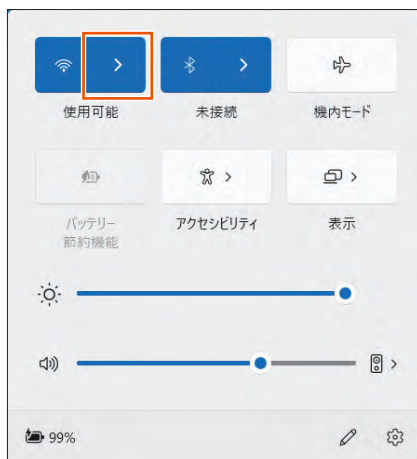 使用可能
未接続
機内モード
バッテリー
節約機能
アクセシビリティ
表示
99%